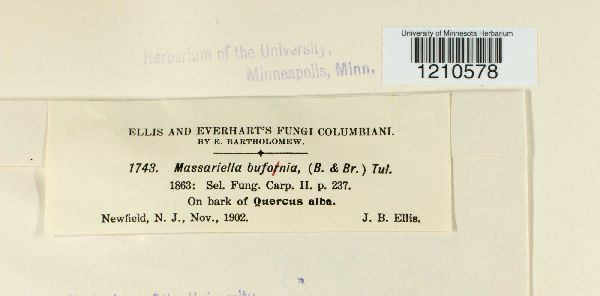 University of Minnesota Herbarium
1210578
Herbarium of the University,
Minneapolis, Minn.
ELLIS AND EVERHART'S FUNGI COLUMBIANI.
BY E. BARTHOLOMEW.
1743. Massariella bufonia, (B. & Br.) Tul.
1863: Sel. Fung. Carp. II. p. 237.
On bark of Quercus alba.
Newfield, N. J., Nov., 1902. J. B. Ellis.